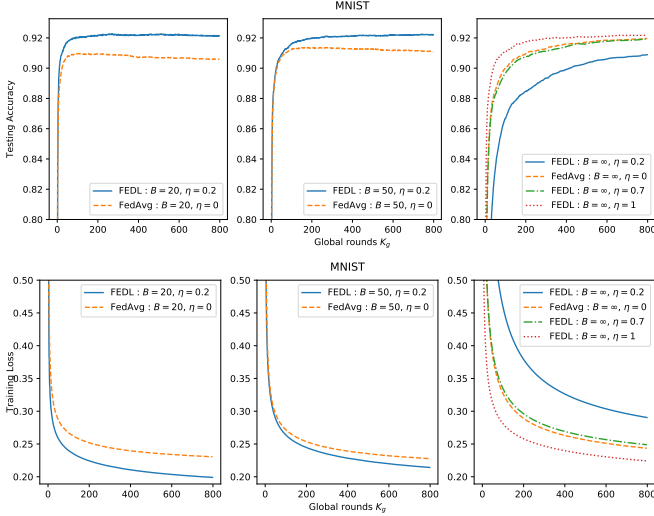 MNIST
Testing Accuracy
0.92
0.90
0.88
0.86
0.84
0.82
0.80
0 200 400 600 800
FEDL : B = 20, η = 0.2
FedAvg : B = 20, η = 0
0.92
0.90
0.88
0.86
0.84
0.82
0.80
0 200 400 600 800
FEDL : B = 50, η = 0.2
FedAvg : B = 50, η = 0
Global rounds Kg
0.92
0.90
0.88
0.86
0.84
0.82
0.80
0 200 400 600 800
FEDL : B = ∞, η = 0.2
FedAvg : B = ∞, η = 0
FEDL : B = ∞, η = 0.7
FEDL : B = ∞, η = 1
MNIST
Training Loss
0.50
0.45
0.40
0.35
0.30
0.25
0.20
0 200 400 600 800
FEDL : B = 20, η = 0.2
FedAvg : B = 20, η = 0
0.50
0.45
0.40
0.35
0.30
0.25
0.20
0 200 400 600 800
FEDL : B = 50, η = 0.2
FedAvg : B = 50, η = 0
Global rounds Kg
0.50
0.45
0.40
0.35
0.30
0.25
0.20
0 200 400 600 800
FEDL : B = ∞, η = 0.2
FedAvg : B = ∞, η = 0
FEDL : B = ∞, η = 0.7
FEDL : B = ∞, η = 1